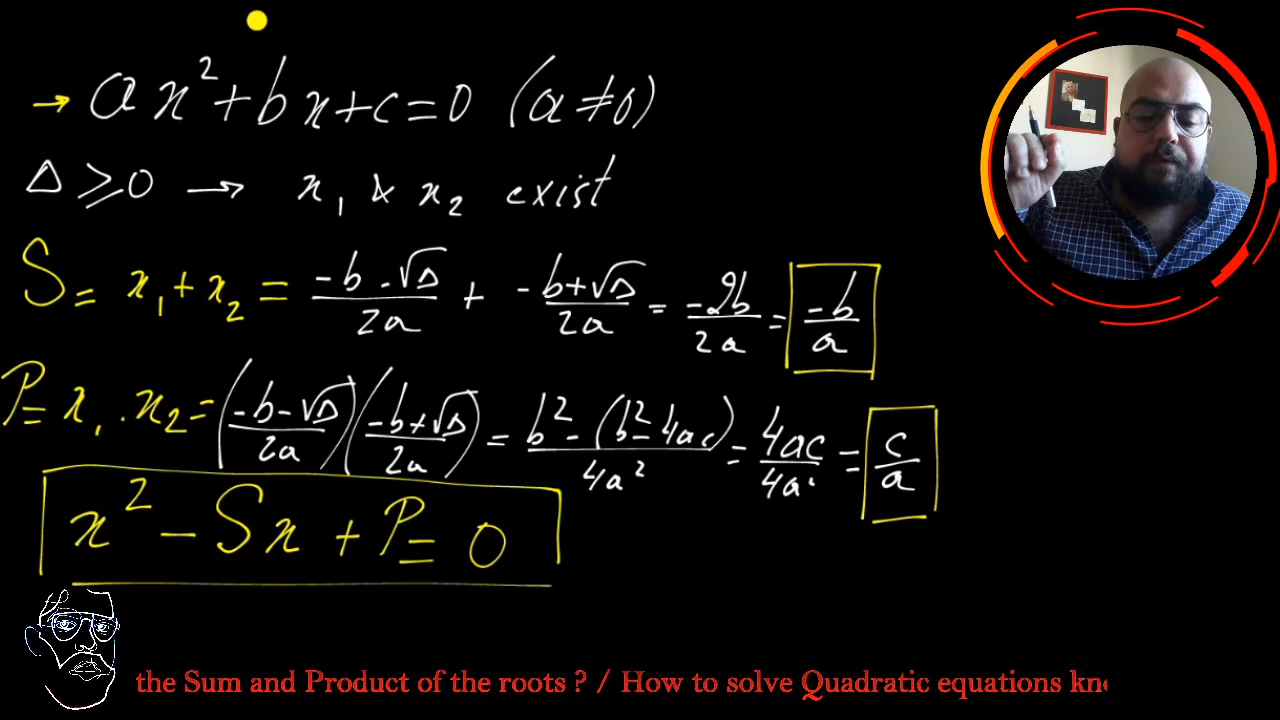 → ax²+bx+c=0 (a≠0)
Δ⩾0 → x₁ & x₂ exist
S= x₁+x₂ = (-b-√Δ)/2a + (-b+√Δ)/2a = -2b/2a = -b/a
P= x₁.x₂= ((-b-√Δ)/2a)((-b+√Δ)/2a) = (b²-(b²-4ac))/4a² = 4ac/4a² = c/a
x² - Sx + P= 0
the Sum and Product of the roots ? / How to solve Quadratic equations kn